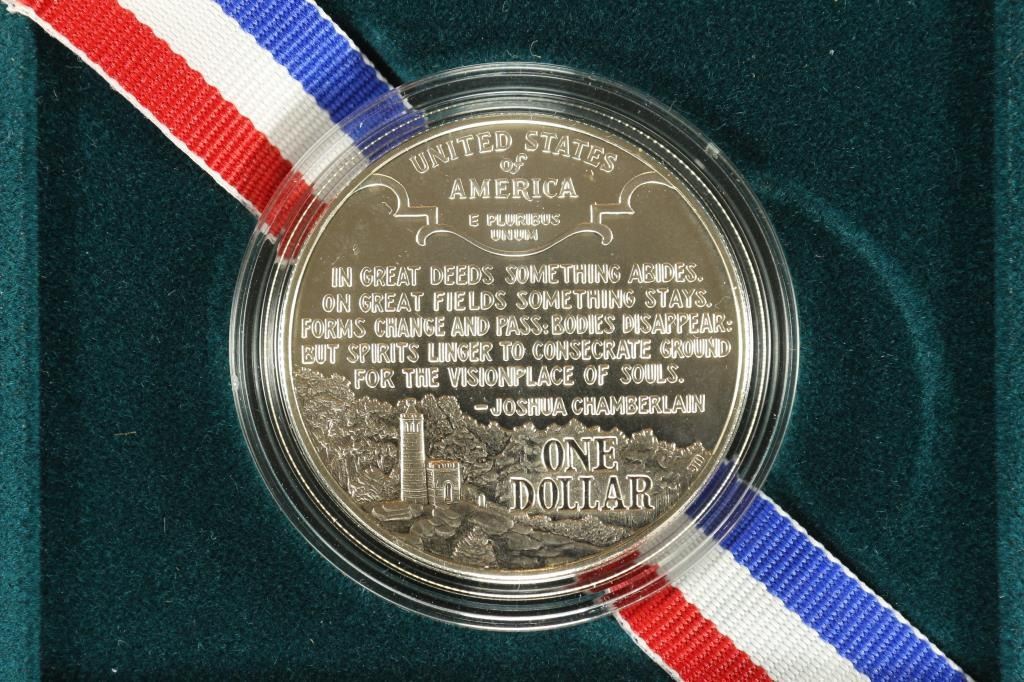 UNITED STATES
of
AMERICA
E PLURIBUS
UNUM
IN GREAT DEEDS SOMETHING ABIDES.
ON GREAT FIELDS SOMETHING STAYS.
FORMS CHANGE AND PASS: BODIES DISAPPEAR:
BUT SPIRITS LINGER TO CONSECRATE GROUND
FOR THE VISIONPLACE OF SOULS.
-JOSHUA CHAMBERLAIN
ONE
DOLLAR